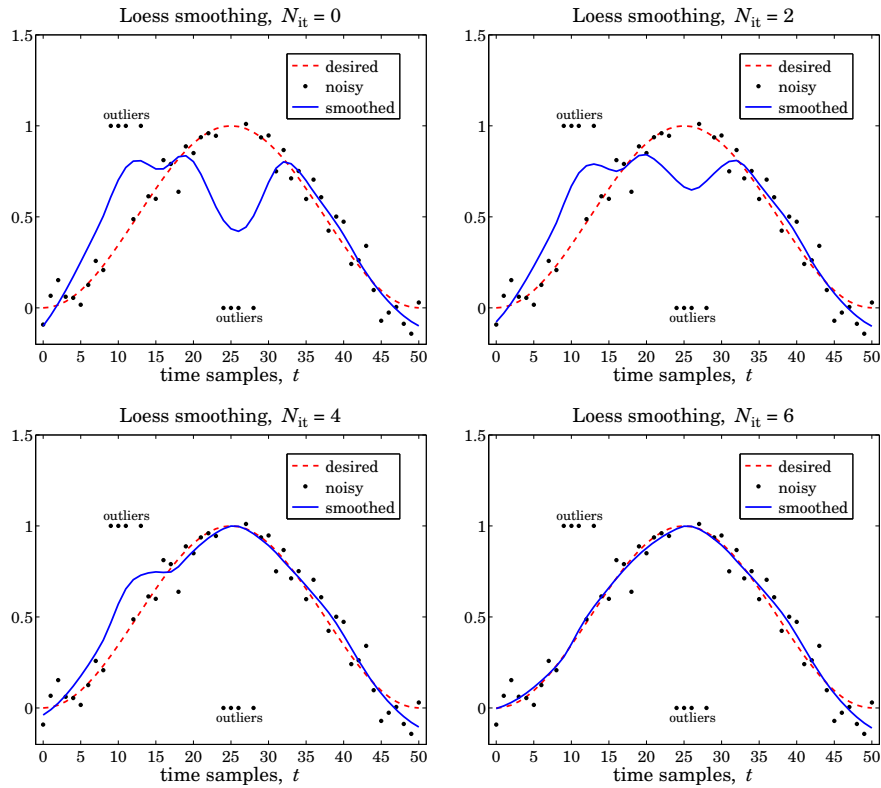 Loess smoothing, Nit = 0
1.5
1
0.5
0
0 5 10 15 20 25 30 35 40 45 50
time samples, t
desired
noisy
smoothed
outliers
outliers
Loess smoothing, Nit = 2
1.5
1
0.5
0
0 5 10 15 20 25 30 35 40 45 50
time samples, t
desired
noisy
smoothed
outliers
outliers
Loess smoothing, Nit = 4
1.5
1
0.5
0
0 5 10 15 20 25 30 35 40 45 50
time samples, t
desired
noisy
smoothed
outliers
outliers
Loess smoothing, Nit = 6
1.5
1
0.5
0
0 5 10 15 20 25 30 35 40 45 50
time samples, t
desired
noisy
smoothed
outliers
outliers